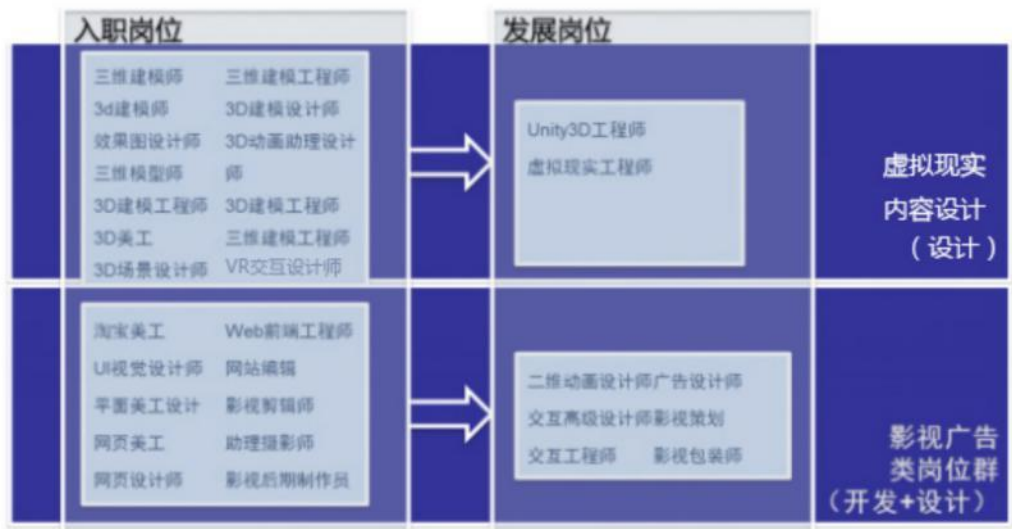 入职岗位
发展岗位
三维建模师 三维建模工程师
3d建模师 3D建模设计师
效果图设计师 3D动画助理设计
三维模型师 师
3D建模工程师 3D建模工程师
3D美工 三维建模工程师
3D场景设计师 VR交互设计师
Unity3D工程师
虚拟现实工程师
虚拟现实
内容设计
（设计）
淘宝美工 Web前端工程师
UI视觉设计师 网站编辑
平面美工设计 影视剪辑师
网页美工 助理摄影师
网页设计师 影视后期制作员
二维动画设计师广告设计师
交互高级设计师影视策划
交互工程师 影视包装师
影视广告
类岗位群
（开发+设计）